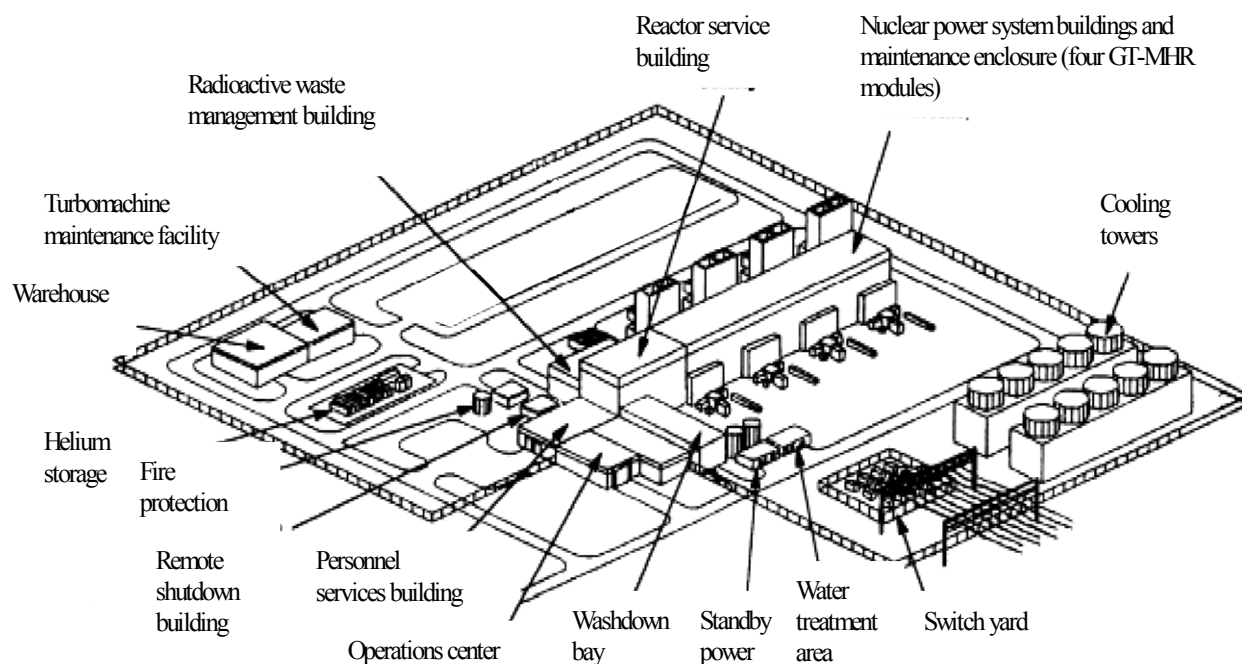 Reactor service
building
Nuclear power system buildings and
maintenance enclosure (four GT-MHR
modules)
Radioactive waste
management building
Turbomachine
maintenance facility
Cooling
towers
Warehouse
Helium
storage
Fire
protection
Remote
shutdown
building
Personnel
services building
Operations center
Washdown
bay
Standby
power
Water
treatment
area
Switch yard